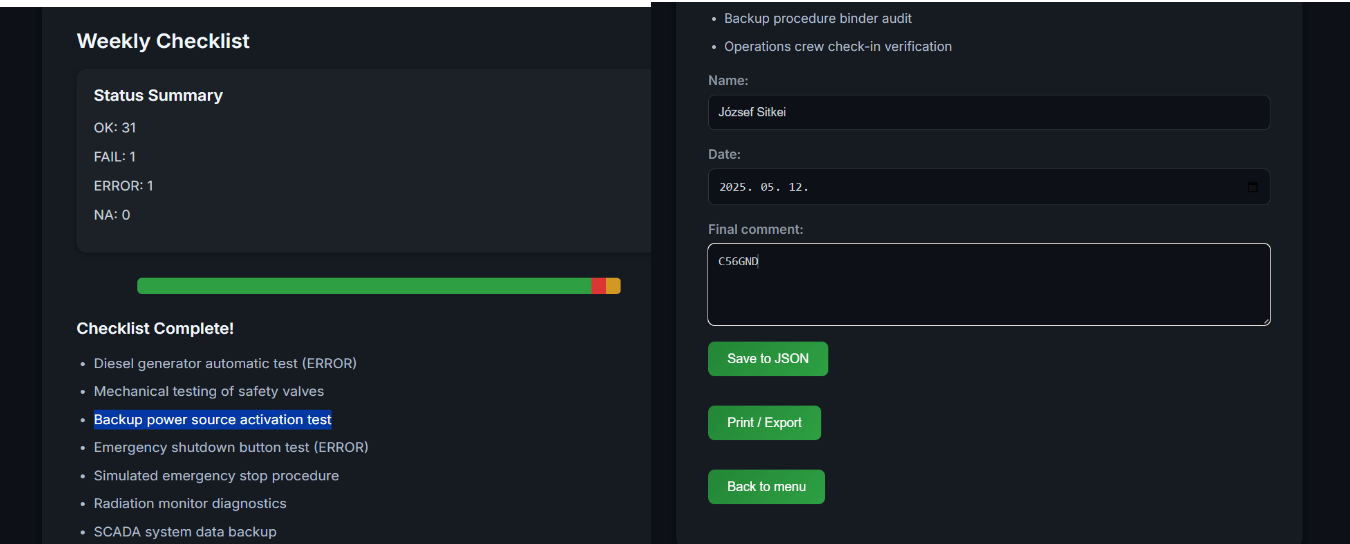 Weekly Checklist
Status Summary
OK: 31
FAIL: 1
ERROR: 1
NA: 0
Checklist Complete!
Diesel generator automatic test (ERROR)
Mechanical testing of safety valves
Backup power source activation test
Emergency shutdown button test (ERROR)
Simulated emergency stop procedure
Radiation monitor diagnostics
SCADA system data backup
Backup procedure binder audit
Operations crew check-in verification
Name:
József Sitkei
Date:
2025. 05. 12.
Final comment:
C56GND
Save to JSON
Print / Export
Back to menu